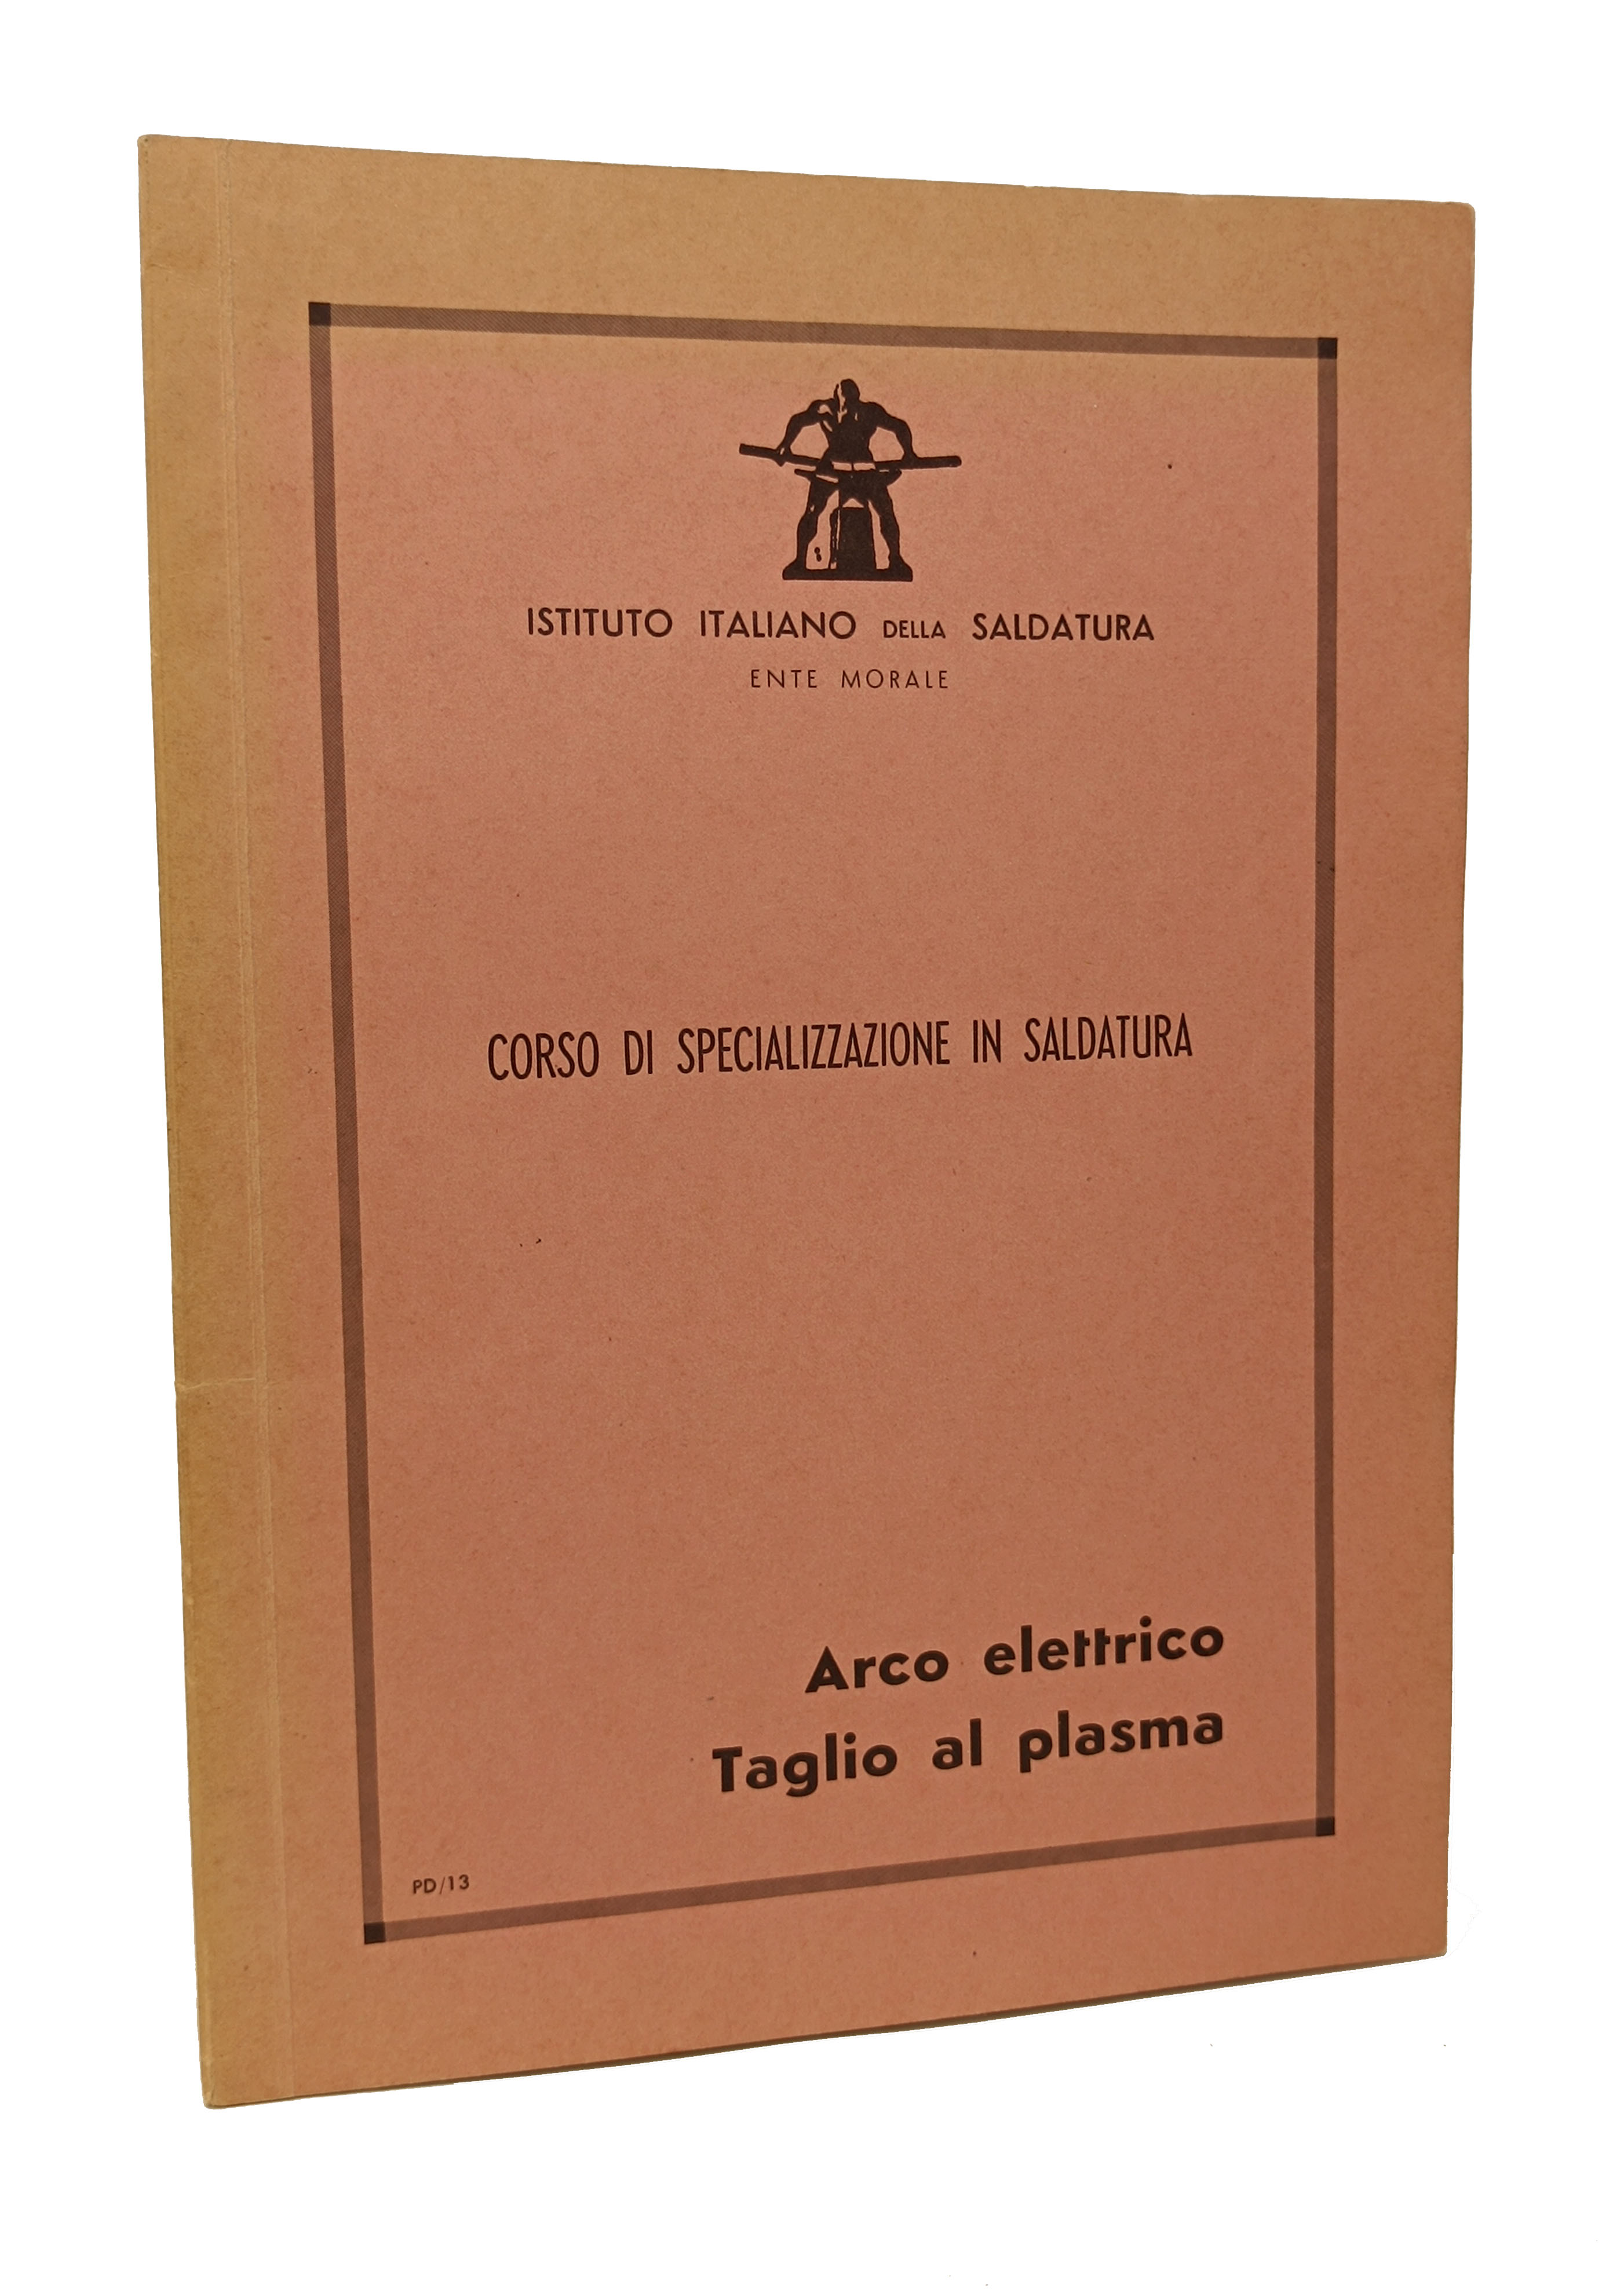 ISTITUTO ITALIANO DELLA SALDATURA
ENTE MORALE
CORSO DI SPECIALIZZAZIONE IN SALDATURA
Arco elettrico
Taglio al plasma
PD/13